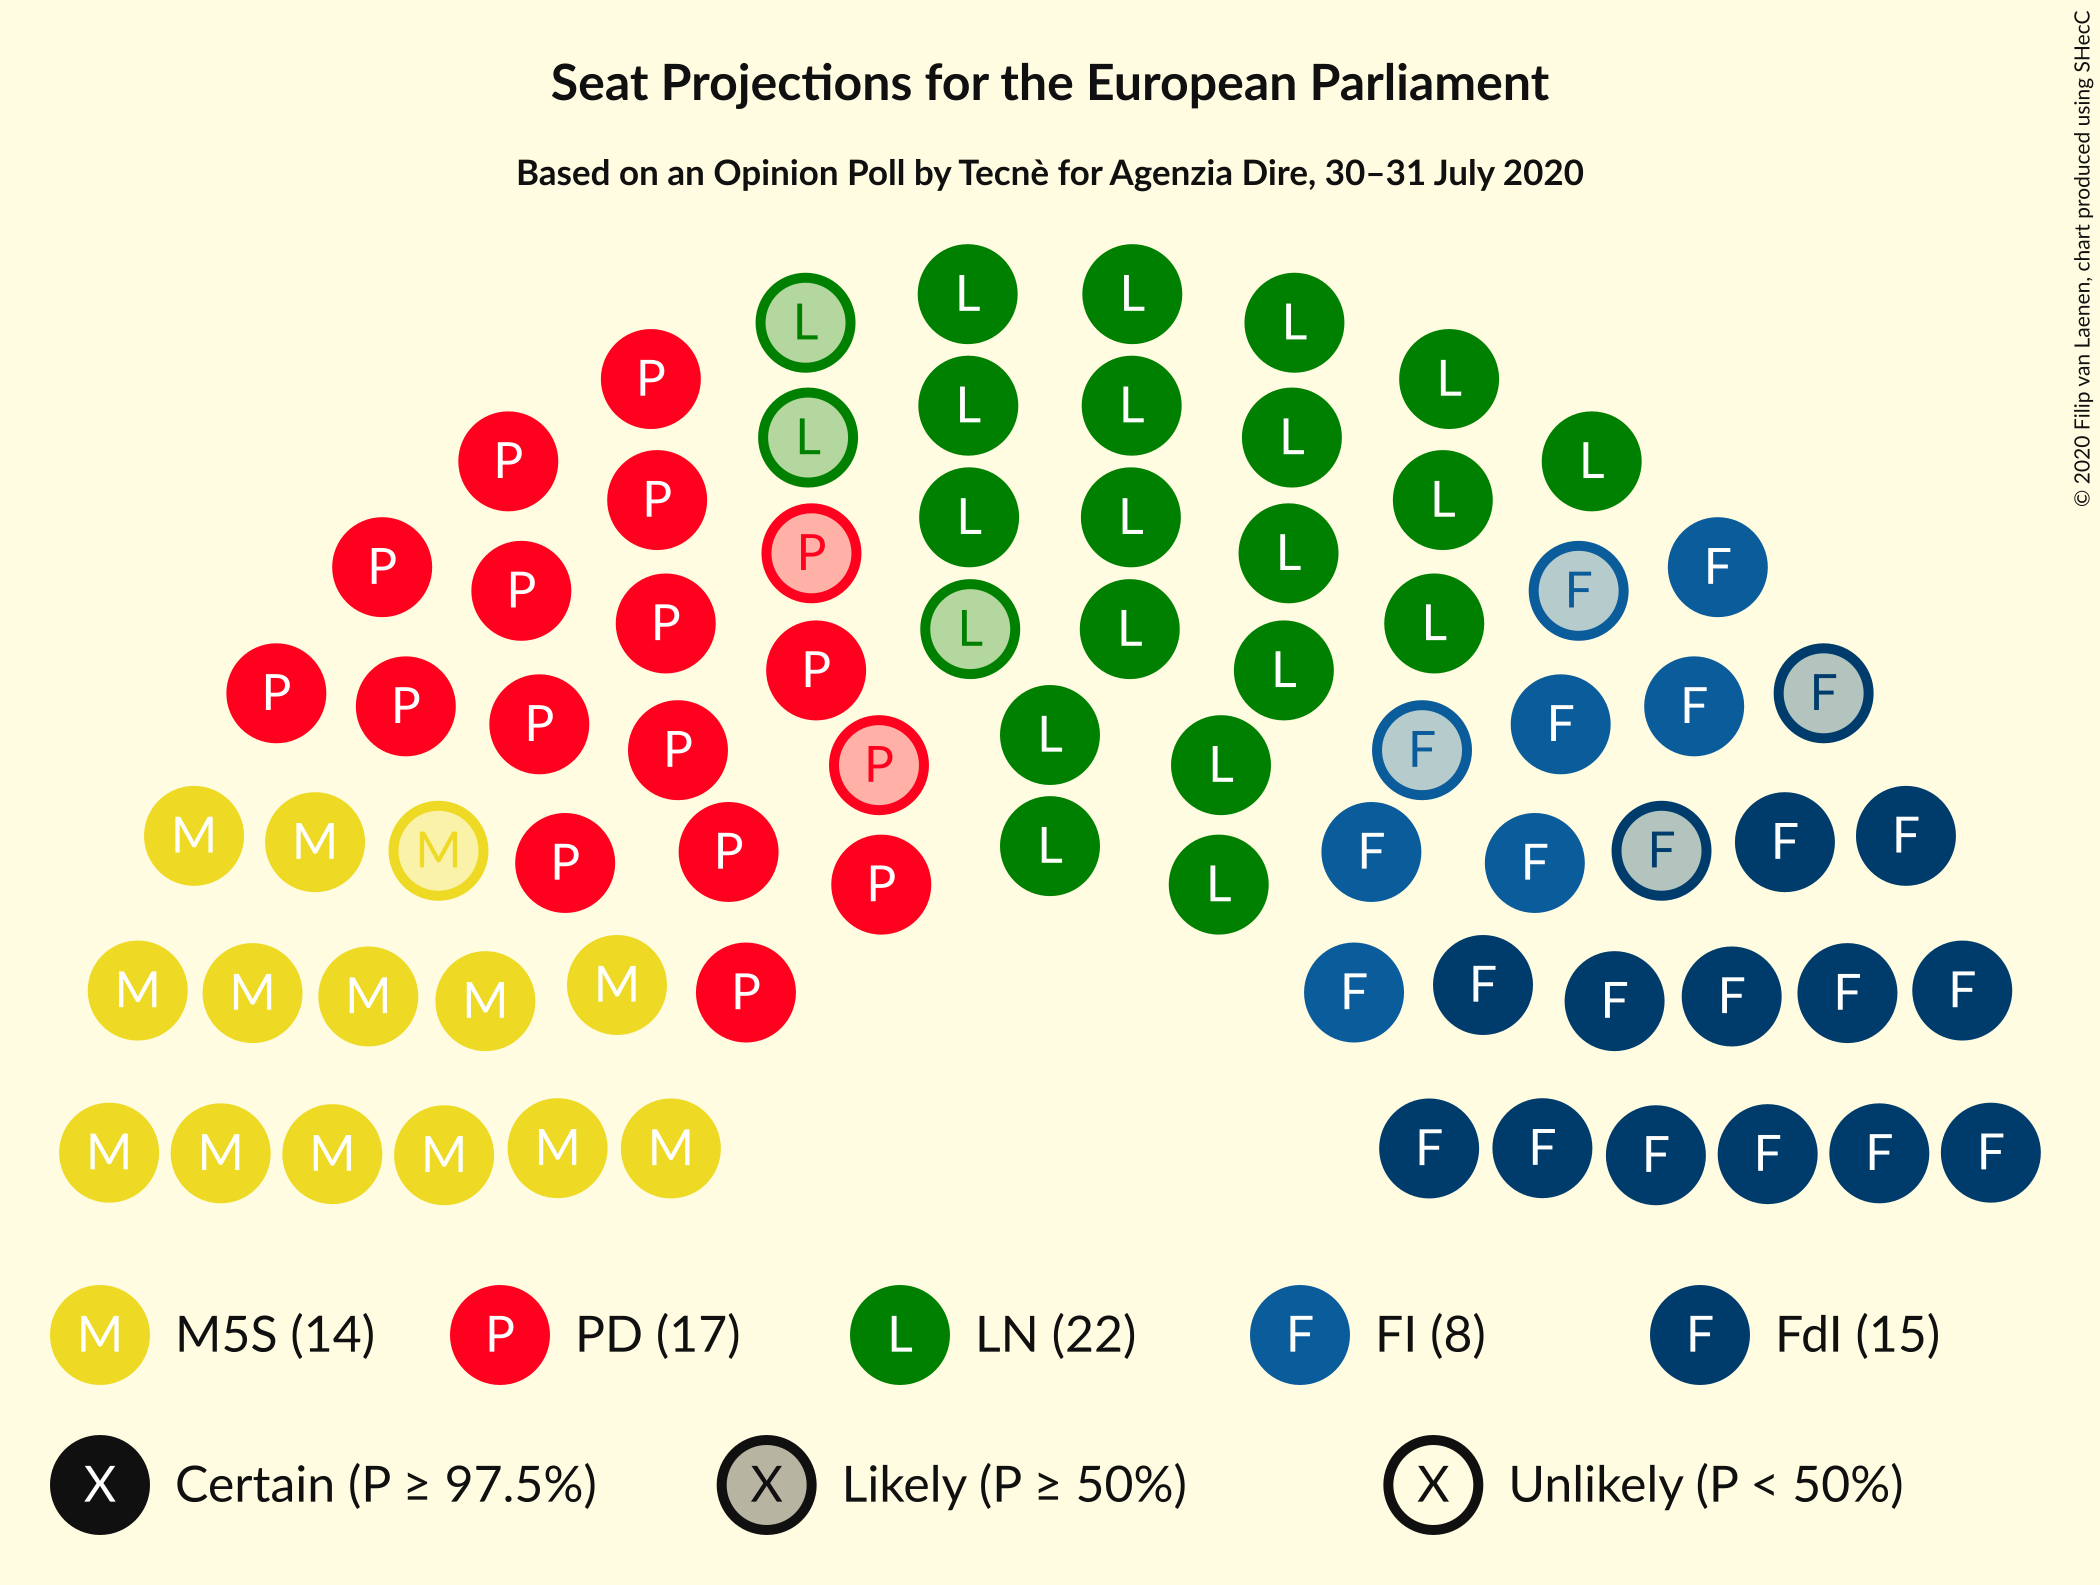 Seat Projections for the European Parliament
Based on an Opinion Poll by Tecnè for Agenzia Dire, 30–31 July 2020
© 2020 Filip van Laenen, chart produced using SHecC
L L
L L
P L
L L
L L
P P
L L
P L
L L
P L L
P F
P L L
P F
P L
L L
P L
P L
P L
P F
P P F F
P P F F
L
P L
M F
M M F F
L
P F
M F
P F
P L
M F
M F
M M F F
M M F F
P F
M F
M M M M M M F F F F F F
M M5S (14) P PD (17) L LN (22) F FI (8) F FdI (15)
X Certain (P ≥ 97.5%) X Likely (P ≥ 50%) X Unlikely (P < 50%)